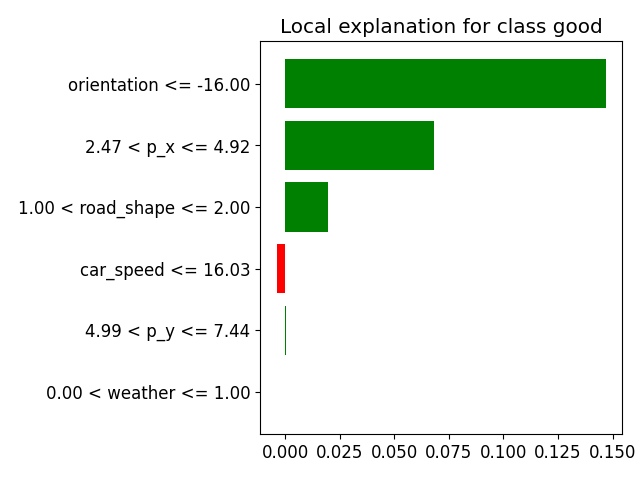 Local explanation for class good
orientation <= -16.00
2.47 < p_x <= 4.92
1.00 < road_shape <= 2.00
car_speed <= 16.03
4.99 < p_y <= 7.44
0.00 < weather <= 1.00
0.000 0.025 0.050 0.075 0.100 0.125 0.150